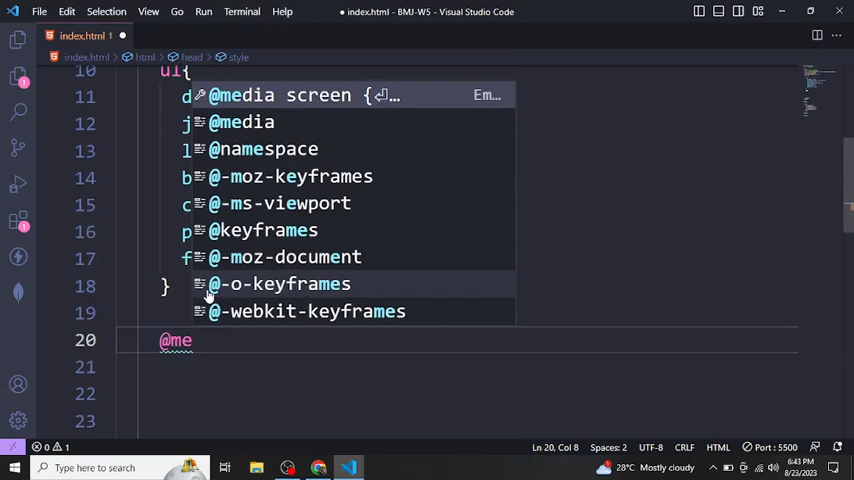 File Edit Selection View Go Run Terminal Help
● index.html - BMJ-W5 - Visual Studio Code
index.html 1 ●
index.html > html > head > style
10 ul{
11 d
12 j
13 l
14 b
15 c
16 p
17 f
18 }
19
20 @me
21
22
23
@media screen {⏎… Em…
@media
@namespace
@-moz-keyframes
@-ms-viewport
@keyframes
@-moz-document
@-o-keyframes
@-webkit-keyframes
1
1
0 1 Ln 20, Col 8 Spaces: 2 UTF-8 CRLF HTML Port : 5500
Type here to search 28°C Mostly cloudy 6:43 PM
8/23/2023